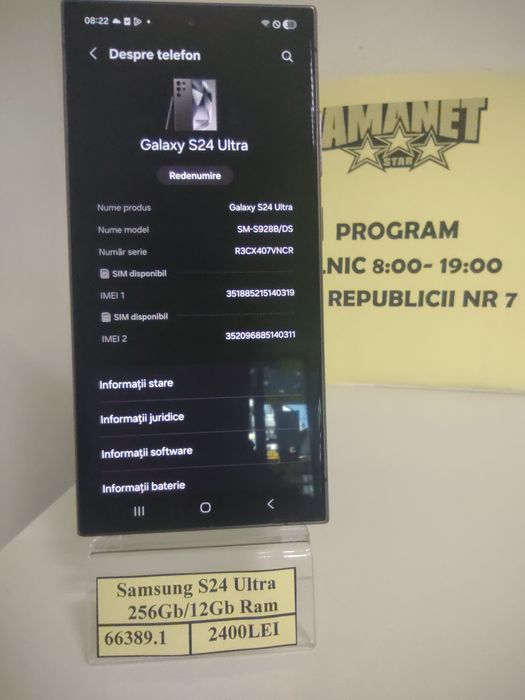 08:22
Despre telefon
Galaxy S24 Ultra
Redenumire
Nume produs Galaxy S24 Ultra
Nume model SM-S928B/DS
Număr serie R3CX407VNCR
SIM disponibil
IMEI 1 351885215140319
SIM disponibil
IMEI 2 352096885140311
Informații stare
Informații juridice
Informații software
Informații baterie
AMANET
STAR
PROGRAM
LNIC 8:00- 19:00
REPUBLICII NR 7
Samsung S24 Ultra
256Gb/12Gb Ram
66389.1 2400LEI